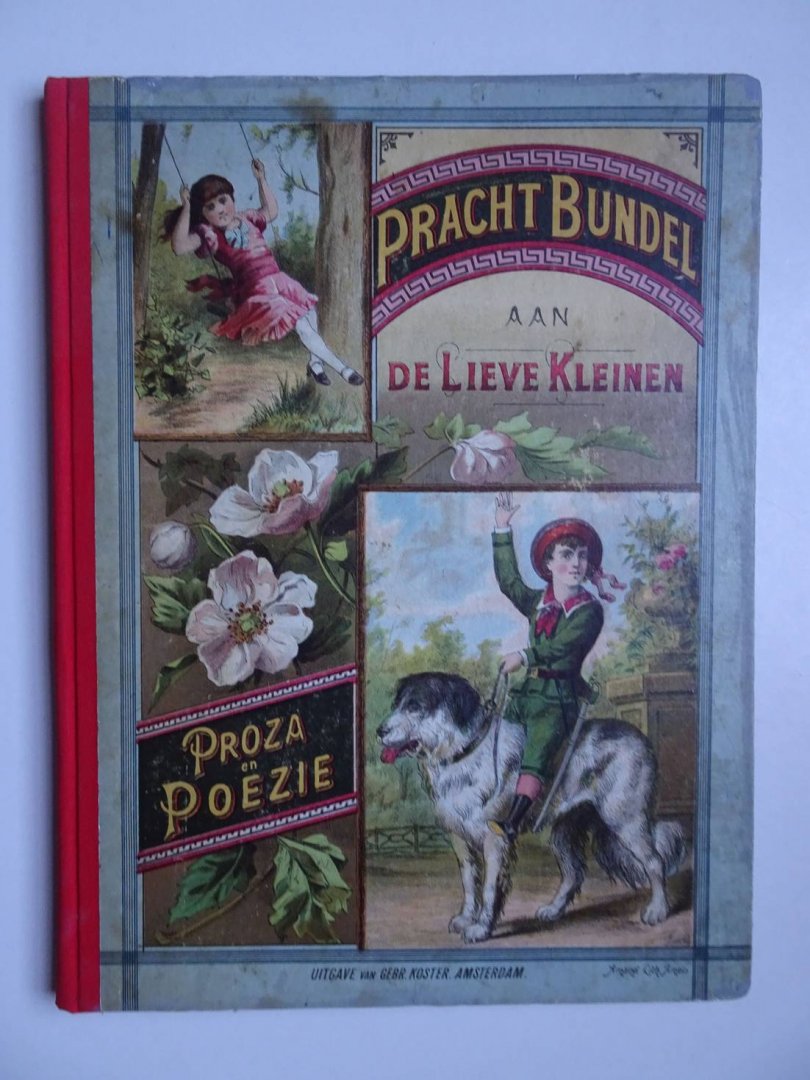 PRACHT BUNDEL
AAN
DE LIEVE KLEINEN
PROZA
en
POEZIE
UITGAVE VAN GEBR. KOSTER. AMSTERDAM.